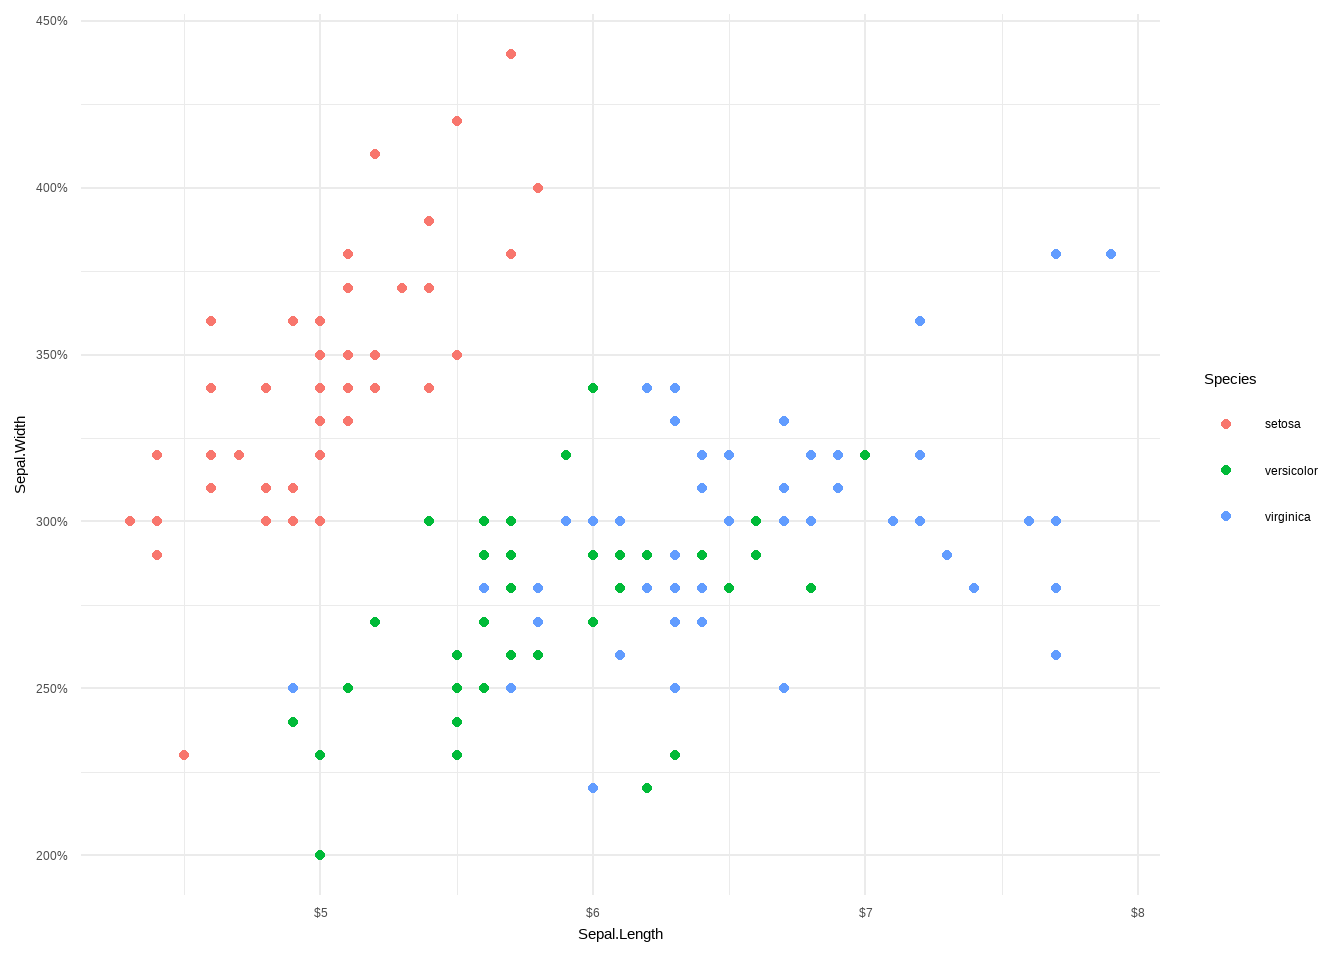 450%
400%
350%
300%
250%
200%
Sepal.Width
$5 $6 $7 $8
Sepal.Length
Species
setosa
versicolor
virginica